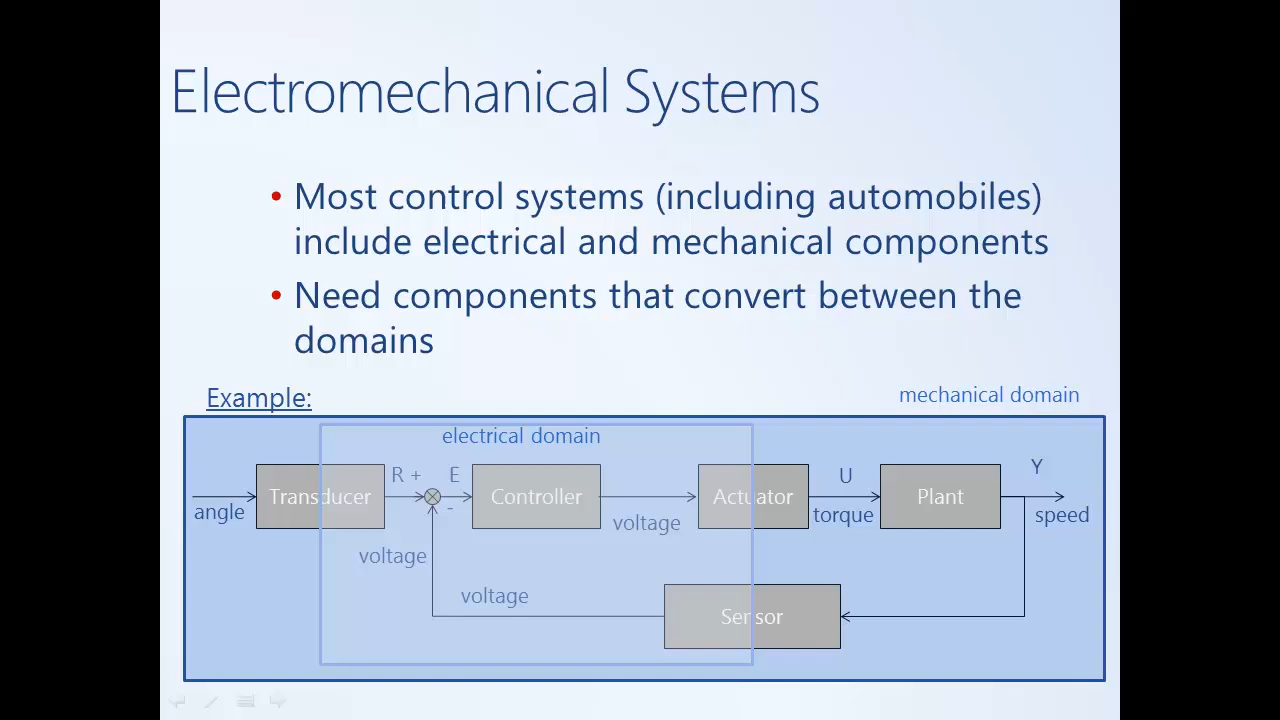 Electromechanical Systems
• Most control systems (including automobiles)
include electrical and mechanical components
• Need components that convert between the
domains
Example:
mechanical domain
electrical domain
angle
Transducer
R +
E
-
Controller
voltage
Actuator
U
torque
Plant
Y
speed
voltage
voltage
Sensor